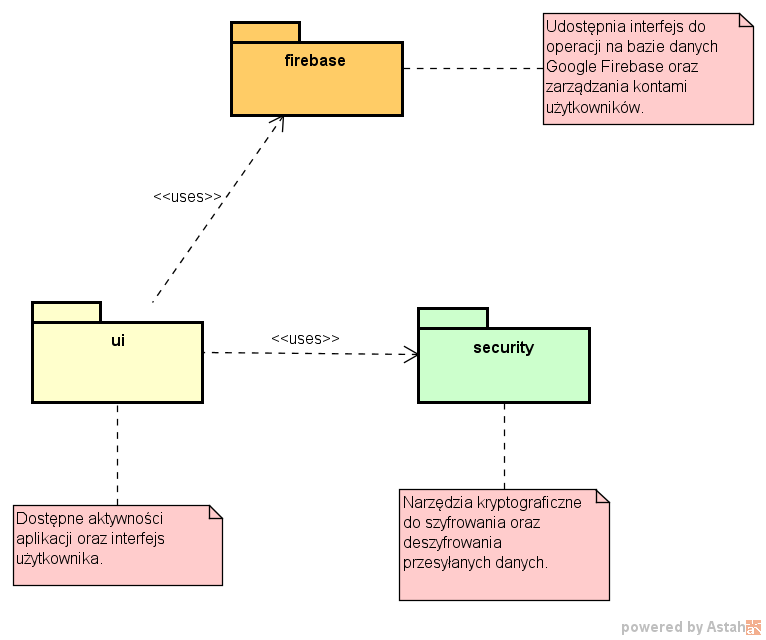 firebase
Udostępnia interfejs do
operacji na bazie danych
Google Firebase oraz
zarządzania kontami
użytkowników.
<<uses>>
<<uses>>
ui
security
Dostępne aktywności
aplikacji oraz interfejs
użytkownika.
Narzędzia kryptograficzne
do szyfrowania oraz
deszyfrowania
przesyłanych danych.
powered by Astah